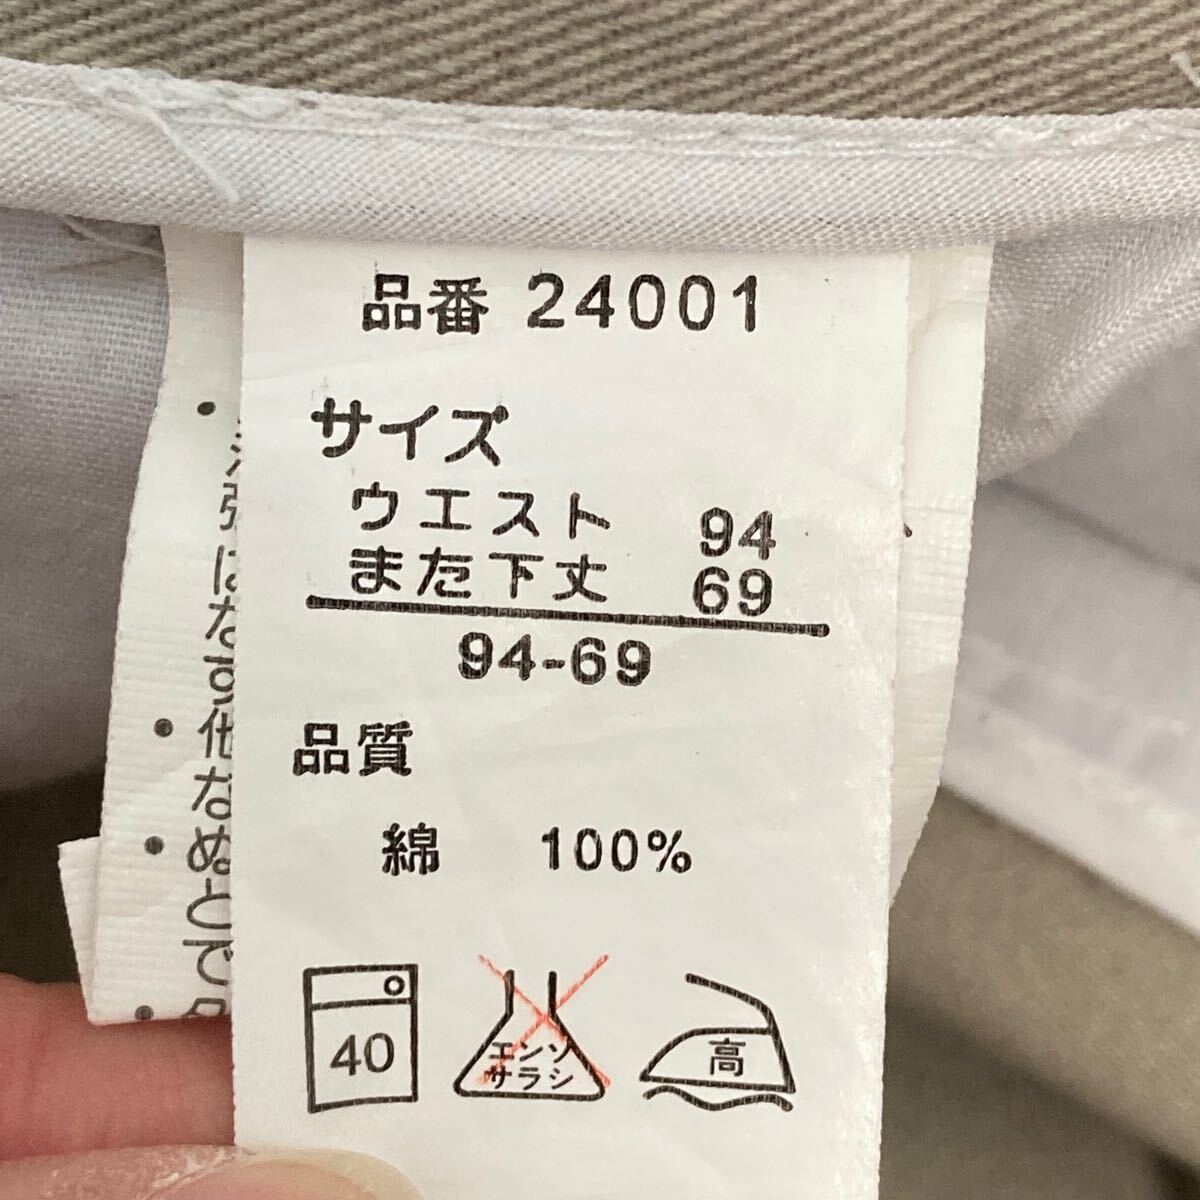 品番 24001
サイズ
ウエスト 94
また下丈 69
94-69
品質
綿 100%
40
エンソ
サラシ
高